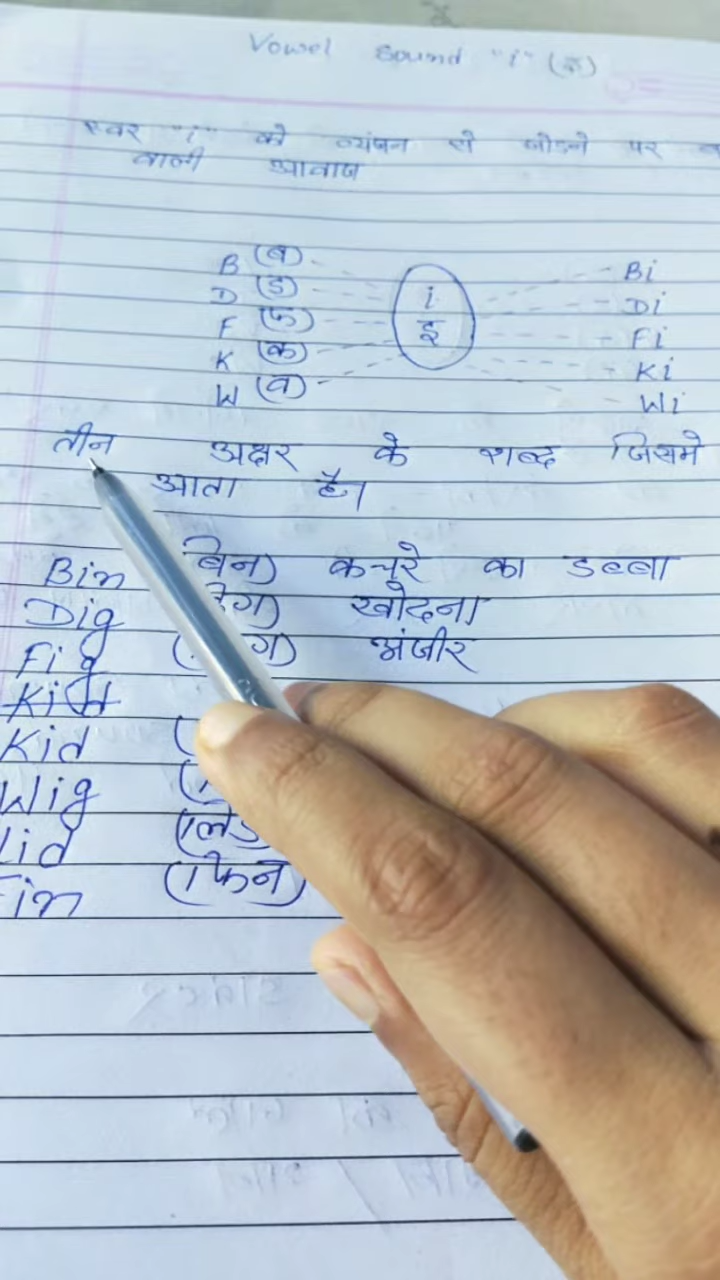 Vowel Sound "i" (इ)
स्वर "i" को व्यंजन से जोड़ने पर
वाली आवाज
B (ब) i Bi
D (ड) इ Di
F (फ) Fi
K (क) Ki
W (व) Wi
तीन अक्षर के शब्द जिसमे
आता है।
Bin बिन) कचरे का डब्बा
Dig खोदना
Fig अंजीर
Kid
Wig
Lid
(फिन)